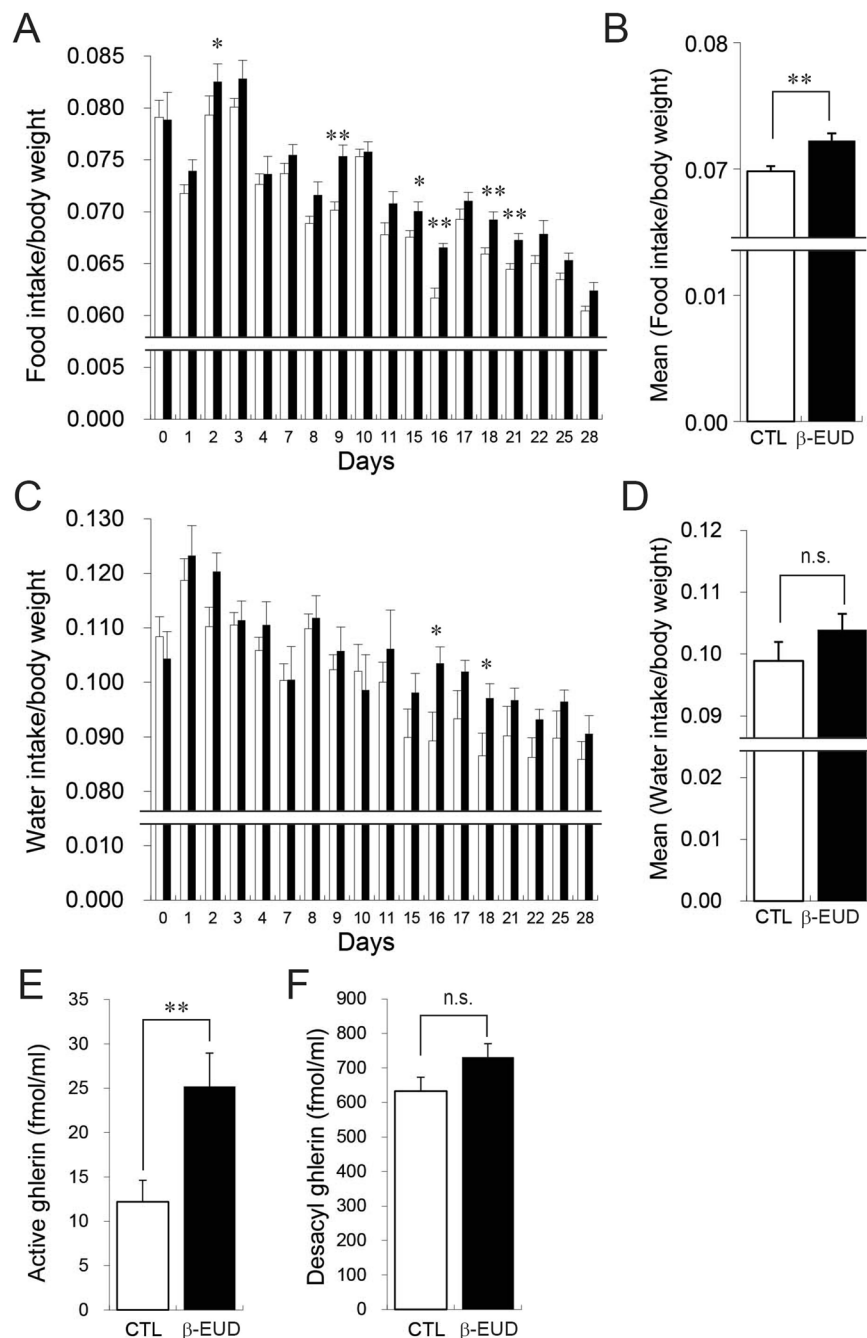 A
Food intake/body weight
0.085
0.080
0.075
0.070
0.065
0.060
0.005
0.000
*
**
*
**
**
**
0 1 2 3 4 7 8 9 10 11 15 16 17 18 21 22 25 28
Days
B
Mean (Food intake/body weight)
0.08
0.07
0.01
0.00
**
CTL β-EUD
C
Water intake/body weight
0.130
0.120
0.110
0.100
0.090
0.080
0.010
0.000
*
*
0 1 2 3 4 7 8 9 10 11 15 16 17 18 21 22 25 28
Days
D
Mean (Water intake/body weight)
0.12
0.11
0.10
0.09
0.02
0.01
0.00
n.s.
CTL β-EUD
E
Active ghlerin (fmol/ml)
35
30
25
20
15
10
5
0
**
CTL β-EUD
F
Desacyl ghlerin (fmol/ml)
900
800
700
600
500
400
300
200
100
0
n.s.
CTL β-EUD